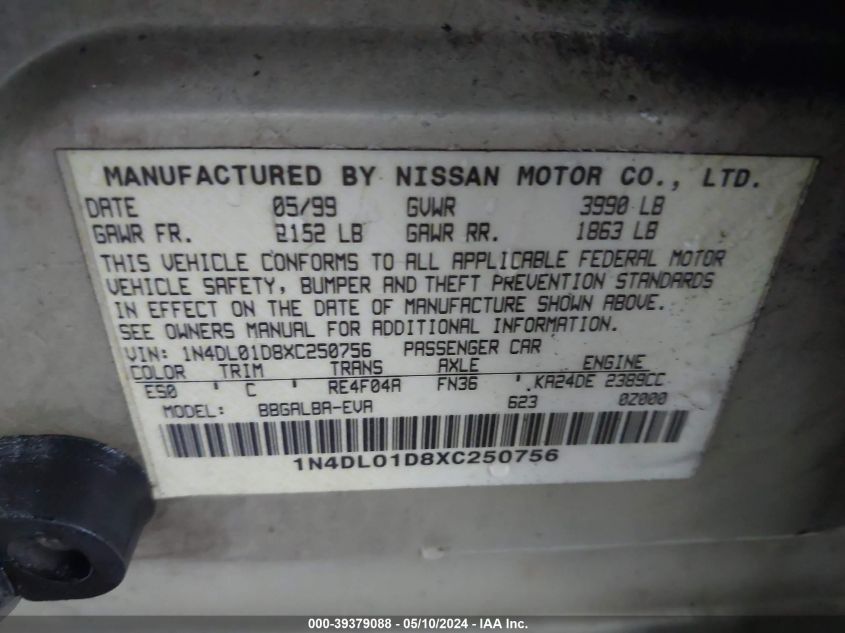 MANUFACTURED BY NISSAN MOTOR CO., LTD.
DATE 05/99 GVWR 3990 LB
GAWR FR. 2152 LB GAWR RR. 1863 LB
THIS VEHICLE CONFORMS TO ALL APPLICABLE FEDERAL MOTOR
VEHICLE SAFETY, BUMPER AND THEFT PREVENTION STANDARDS
IN EFFECT ON THE DATE OF MANUFACTURE SHOWN ABOVE.
SEE OWNERS MANUAL FOR ADDITIONAL INFORMATION.
VIN: 1N4DL01D8XC250756 PASSENGER CAR
COLOR TRIM TRANS AXLE ENGINE
ES0 ' C ' RE4F04A FN36 ' KA24DE 2389CC
MODEL: BBGALBA-EVA 623 0Z000
1N4DL01D8XC250756
000-39379088 - 05/10/2024 - IAA Inc.